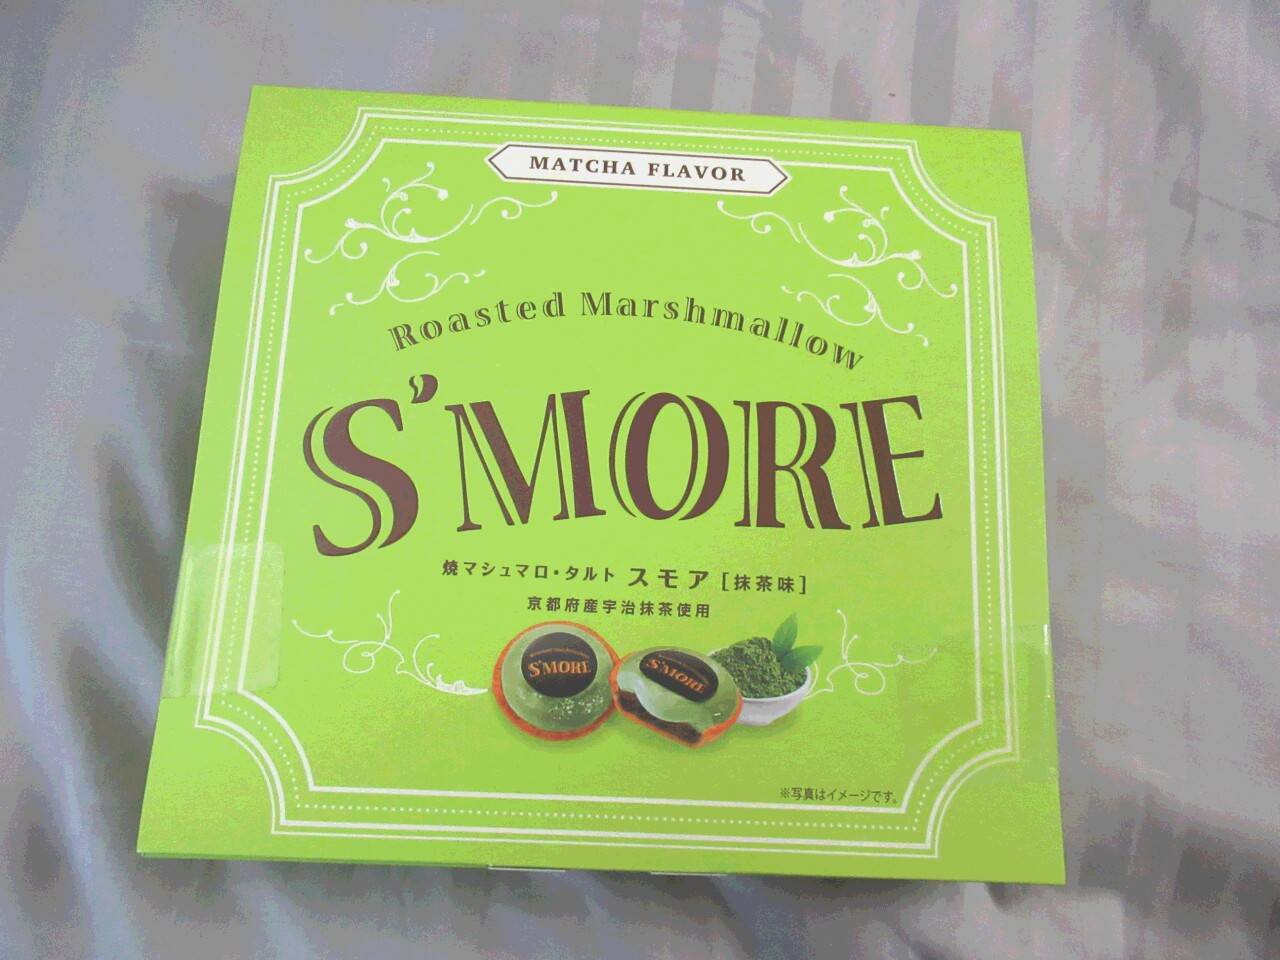 MATCHA FLAVOR
Roasted Marshmallow
S'MORE
焼マシュマロ・タルト スモア [抹茶味]
京都府産宇治抹茶使用
S'MORE
S'MORE
※写真はイメージです。